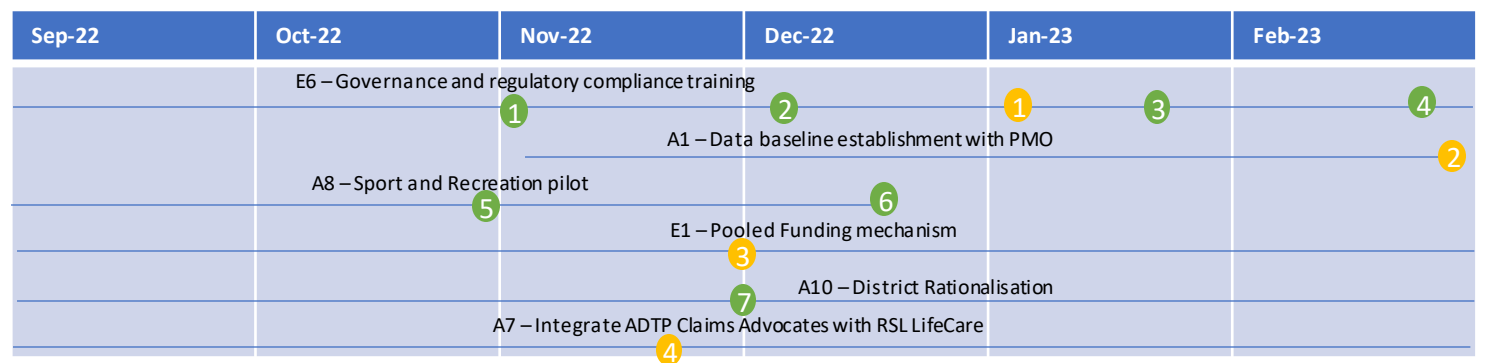 Sep-22 Oct-22 Nov-22 Dec-22 Jan-23 Feb-23
E6 – Governance and regulatory compliance training
1 2 1 3 4
A1 – Data baseline establishment with PMO
2
A8 – Sport and Recreation pilot
5 6
E1 – Pooled Funding mechanism
3
A10 – District Rationalisation
7
A7 – Integrate ADTP Claims Advocates with RSL LifeCare
4